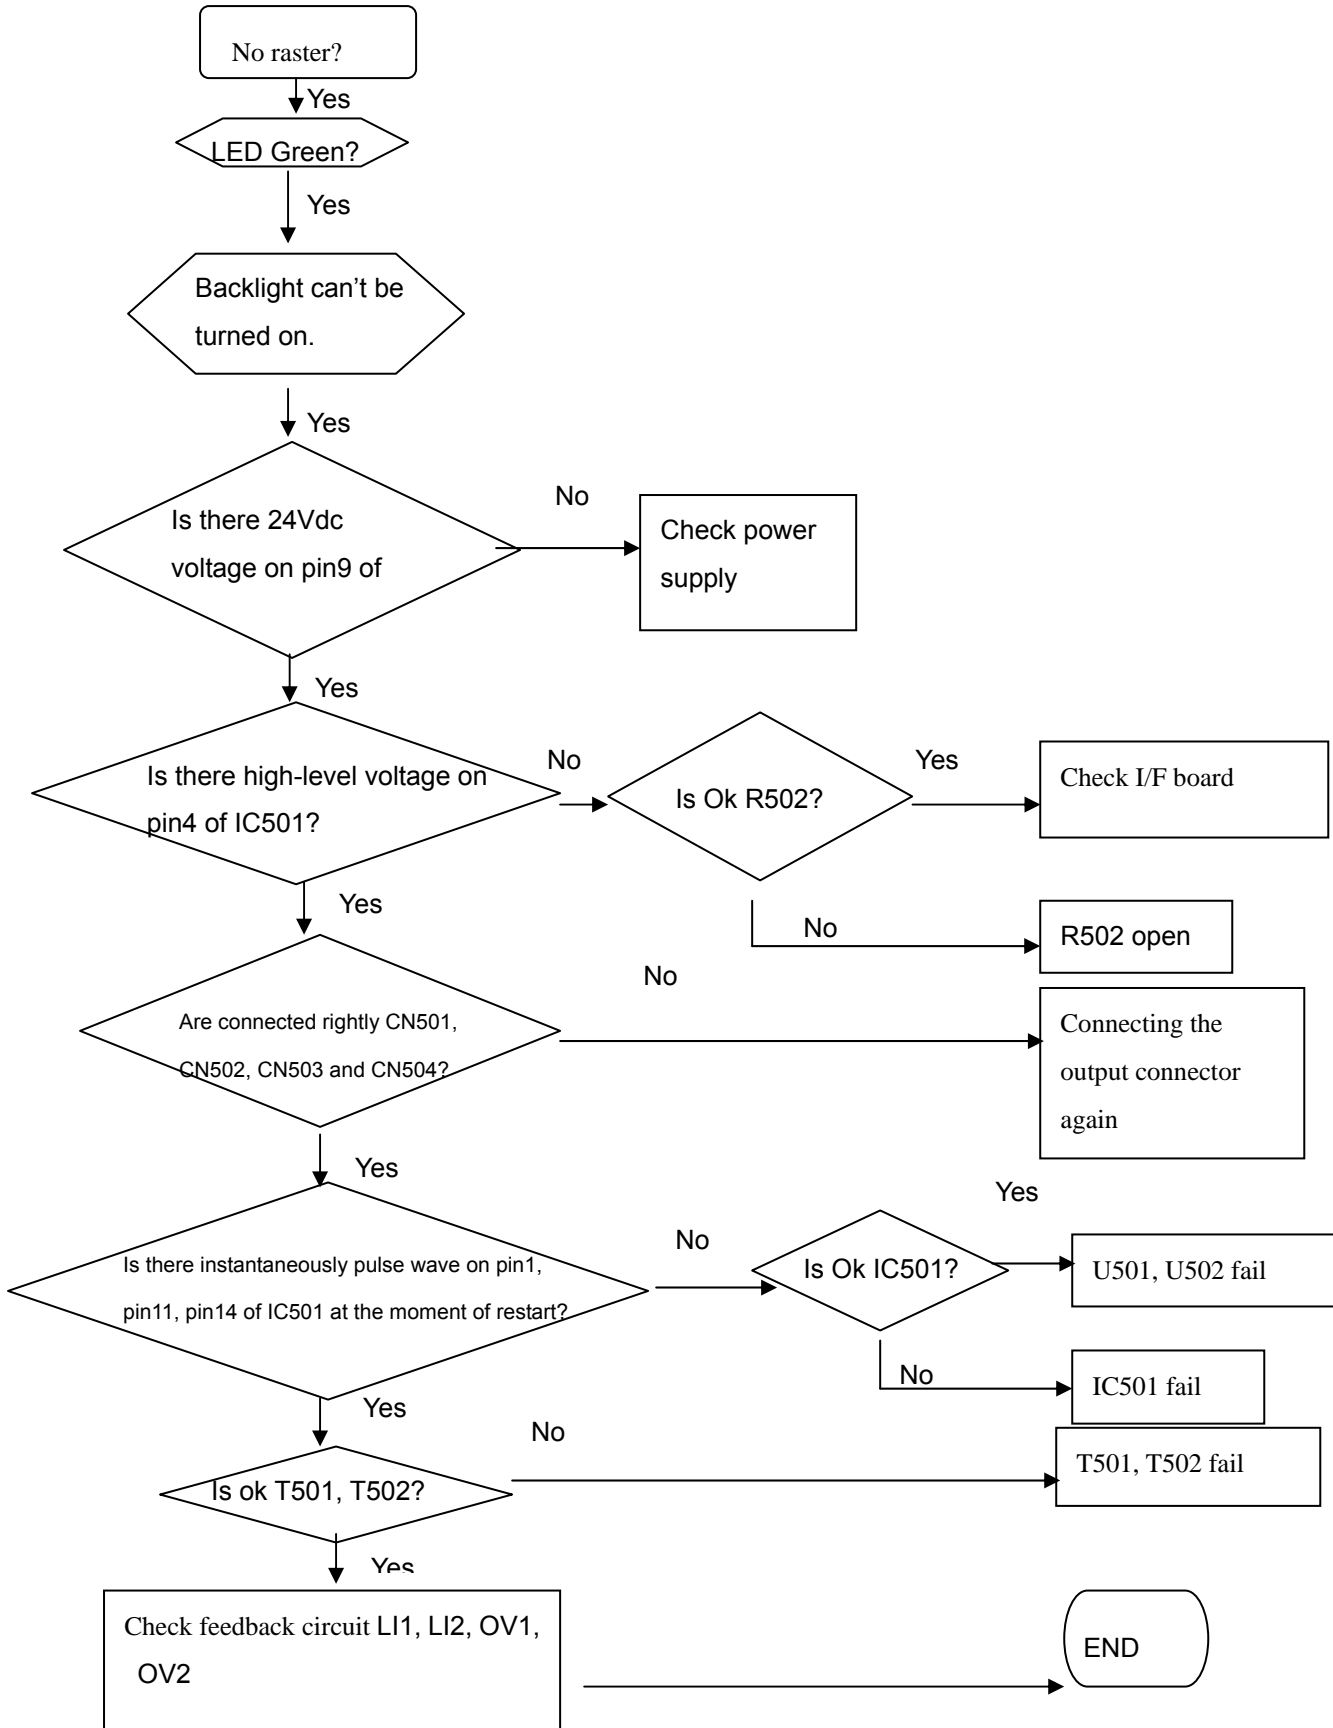 No raster?
Yes
LED Green?
Yes
Backlight can't be
turned on.
Yes
Is there 24Vdc
voltage on pin9 of
No
Check power
supply
Yes
Is there high-level voltage on
pin4 of IC501?
No
Is Ok R502?
Yes
Check I/F board
No
R502 open
Yes
Are connected rightly CN501,
CN502, CN503 and CN504?
No
Connecting the
output connector
again
Yes
Is there instantaneously pulse wave on pin1,
pin11, pin14 of IC501 at the moment of restart?
No
Is Ok IC501?
Yes
U501, U502 fail
No
IC501 fail
Yes
Is ok T501, T502?
No
T501, T502 fail
Yes
Check feedback circuit LI1, LI2, OV1,
OV2
END